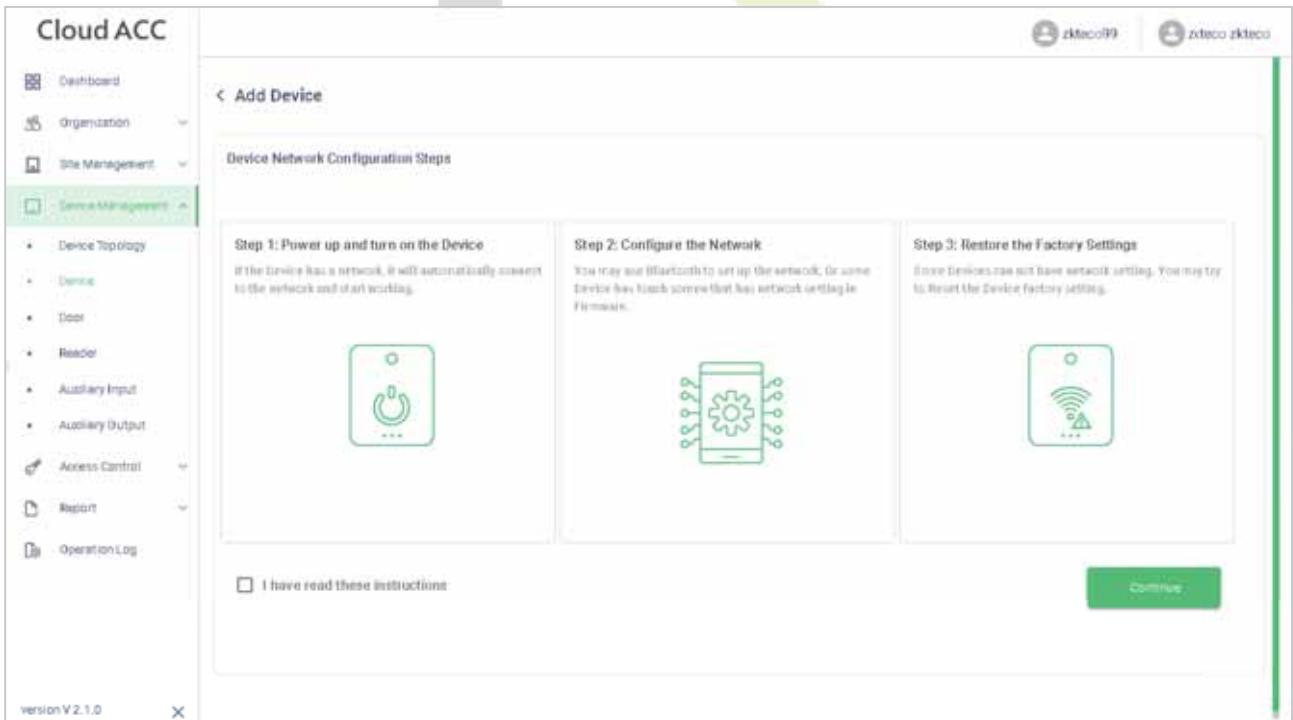 Cloud ACC
zkteco99
zkteco zkteco
Dashboard
Organization
Site Management
Device Management
Device Topology
Device
Door
Reader
Auxiliary Input
Auxiliary Output
Access Control
Report
Operation Log
version V 2.1.0
< Add Device
Device Network Configuration Steps
Step 1: Power up and turn on the Device
If the Device has a network, it will automatically connect
to the network and start working.
Step 2: Configure the Network
You may use Bluetooth to set up the network, Or some
Device has touch screen that has network setting in
Firmware.
Step 3: Restore the Factory Settings
Some Devices can not have network setting. You may try
to Reset the Device factory setting.
I have read these instructions
Continue